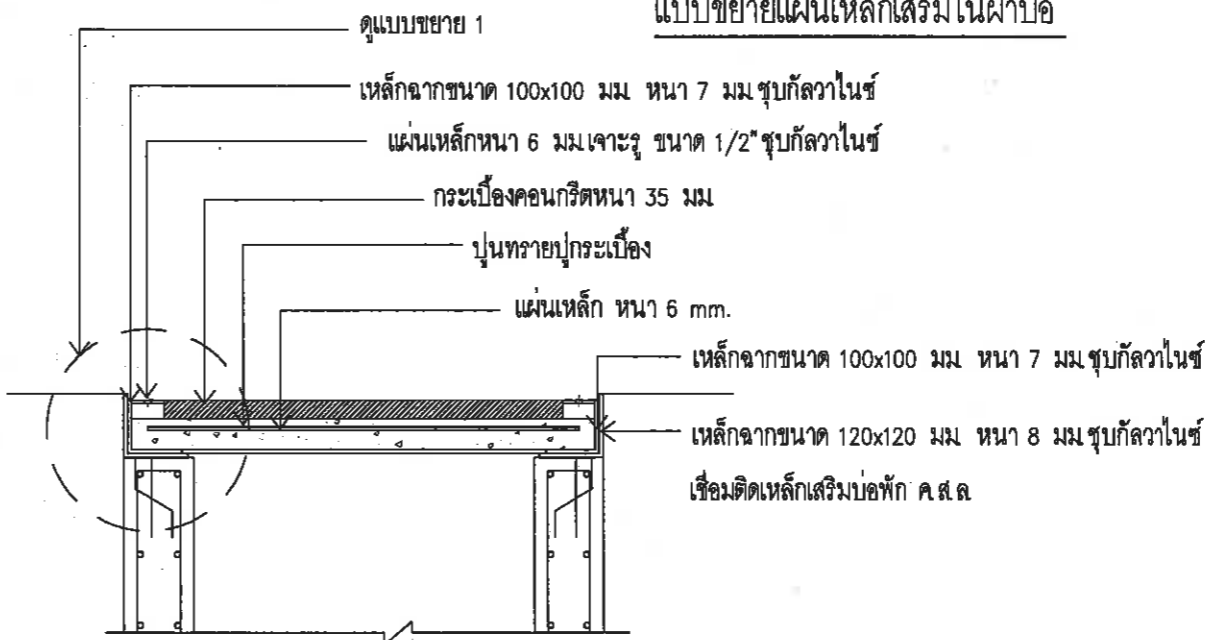 แบบขยายแผ่นเหล็กเสริมในฝาบ่อ
ดูแบบขยาย 1
เหล็กฉากขนาด 100x100 มม. หนา 7 มม.ชุบกัลวาไนซ์
แผ่นเหล็กหนา 6 มม.เจาะรู ขนาด 1/2" ชุบกัลวาไนซ์
กระเบื้องคอนกรีตหนา 35 มม
ปูนทรายปูกระเบื้อง
แผ่นเหล็ก หนา 6 mm.
เหล็กฉากขนาด 100x100 มม. หนา 7 มม.ชุบกัลวาไนซ์
เหล็กฉากขนาด 120x120 มม. หนา 8 มม.ชุบกัลวาไนซ์
เชื่อมติดเหล็กเสริมบ่อพัก ค.ส.ล.